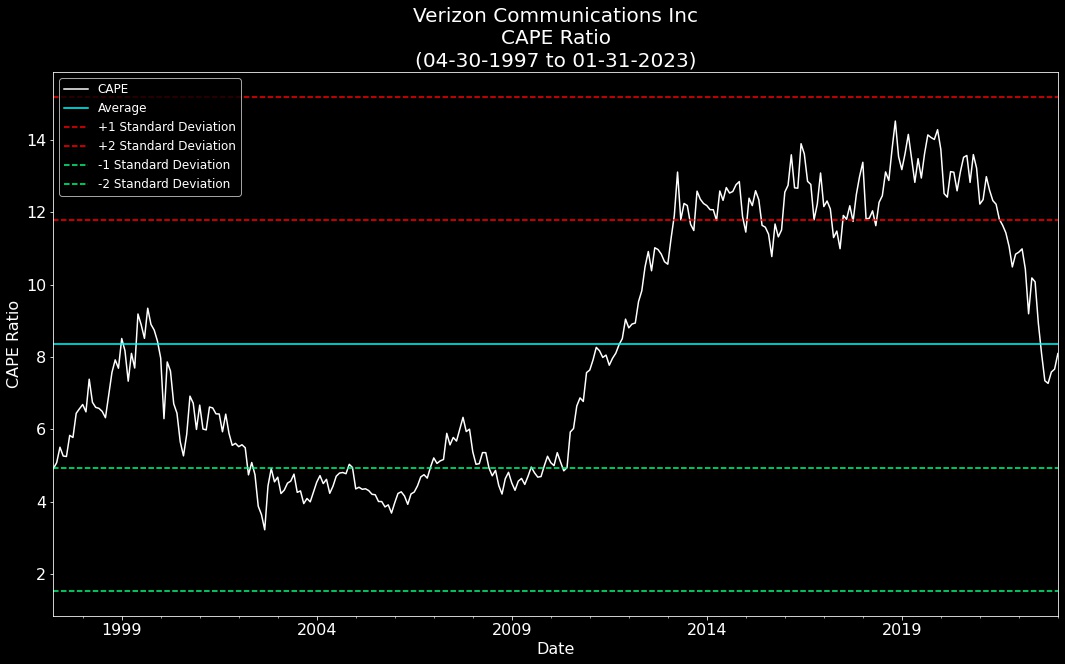 Verizon Communications Inc
CAPE Ratio
(04-30-1997 to 01-31-2023)
CAPE
Average
+1 Standard Deviation
+2 Standard Deviation
-1 Standard Deviation
-2 Standard Deviation
CAPE Ratio
14
12
10
8
6
4
2
1999 2004 2009 2014 2019
Date